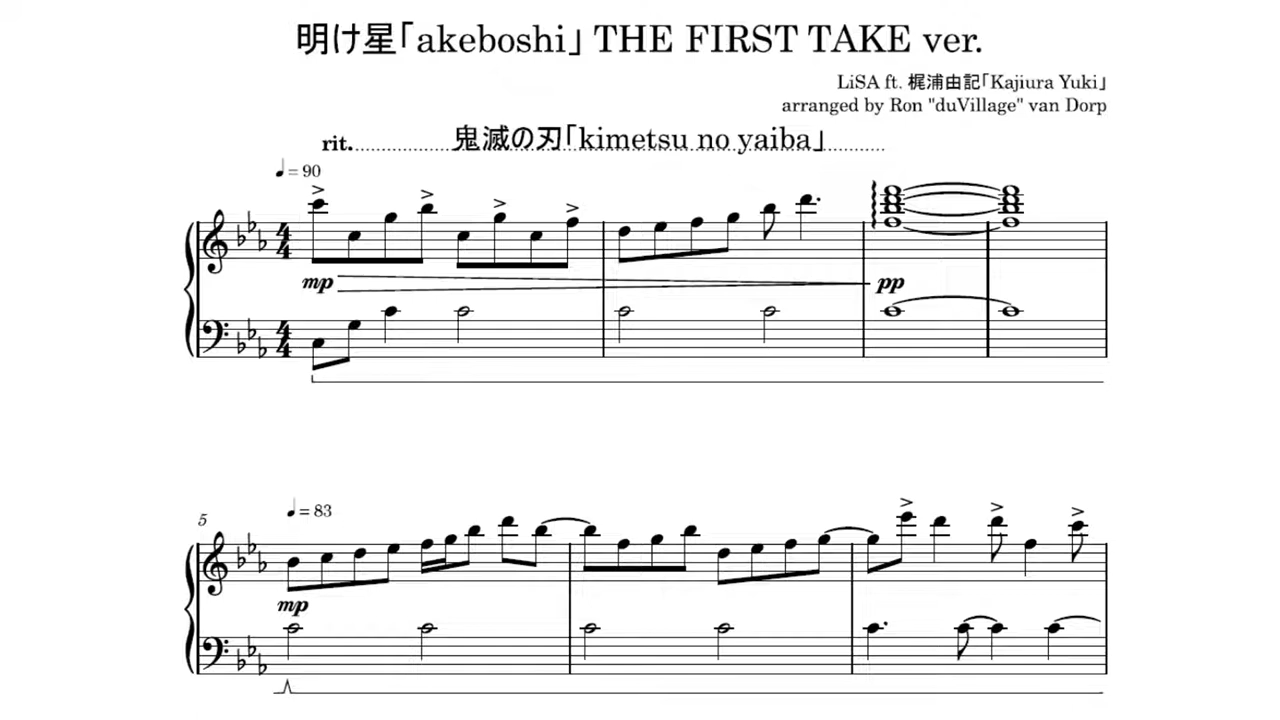 明け星「akeboshi」 THE FIRST TAKE ver.
LiSA ft. 梶浦由記「Kajiura Yuki」
arranged by Ron "duVillage" van Dorp
鬼滅の刃「kimetsu no yaiba」
rit.
♩ = 90
mp
pp
5
♩ = 83
mp